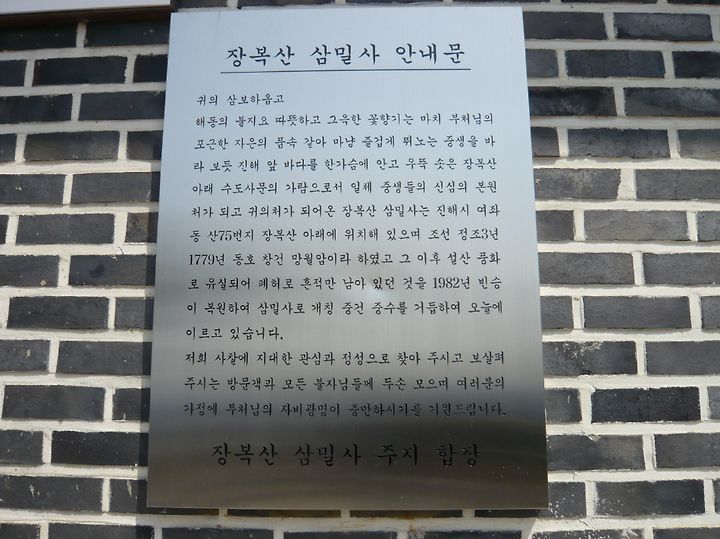 장복산 삼밀사 안내문
귀의 삼보하옵고
해동의 불지요 따뜻하고 그윽한 꽃향기는 마치 부처님의
포근한 자은의 품속 같아 마냥 즐겁게 뛰노는 중생을 바
라 보듯 진해 앞 바다를 한가슴에 안고 우뚝 솟은 장복산
아래 수도사문의 가람으로서 일체 중생들의 신심의 본원
처가 되고 귀의처가 되어온 장복산 삼밀사는 진해시 여좌
동 산75번지 장복산 아래에 위치해 있으며 조선 정조3년
1779년 동호 창건 망월암이라 하였고 그 이후 설산 풍화
로 유실되어 폐허로 흔적만 남아 있던 것을 1982년 빈승
이 복원하여 삼밀사로 개칭 중건 중수를 거듭하여 오늘에
이르고 있습니다.
저희 사찰에 지대한 관심과 정성으로 찾아 주시고 보살펴
주시는 방문객과 모든 불자님들께 두손 모으며 여러분의
가정에 부처님의 자비광명이 충만하시기를 기원드립니다.
장복산 삼밀사 주지 합장